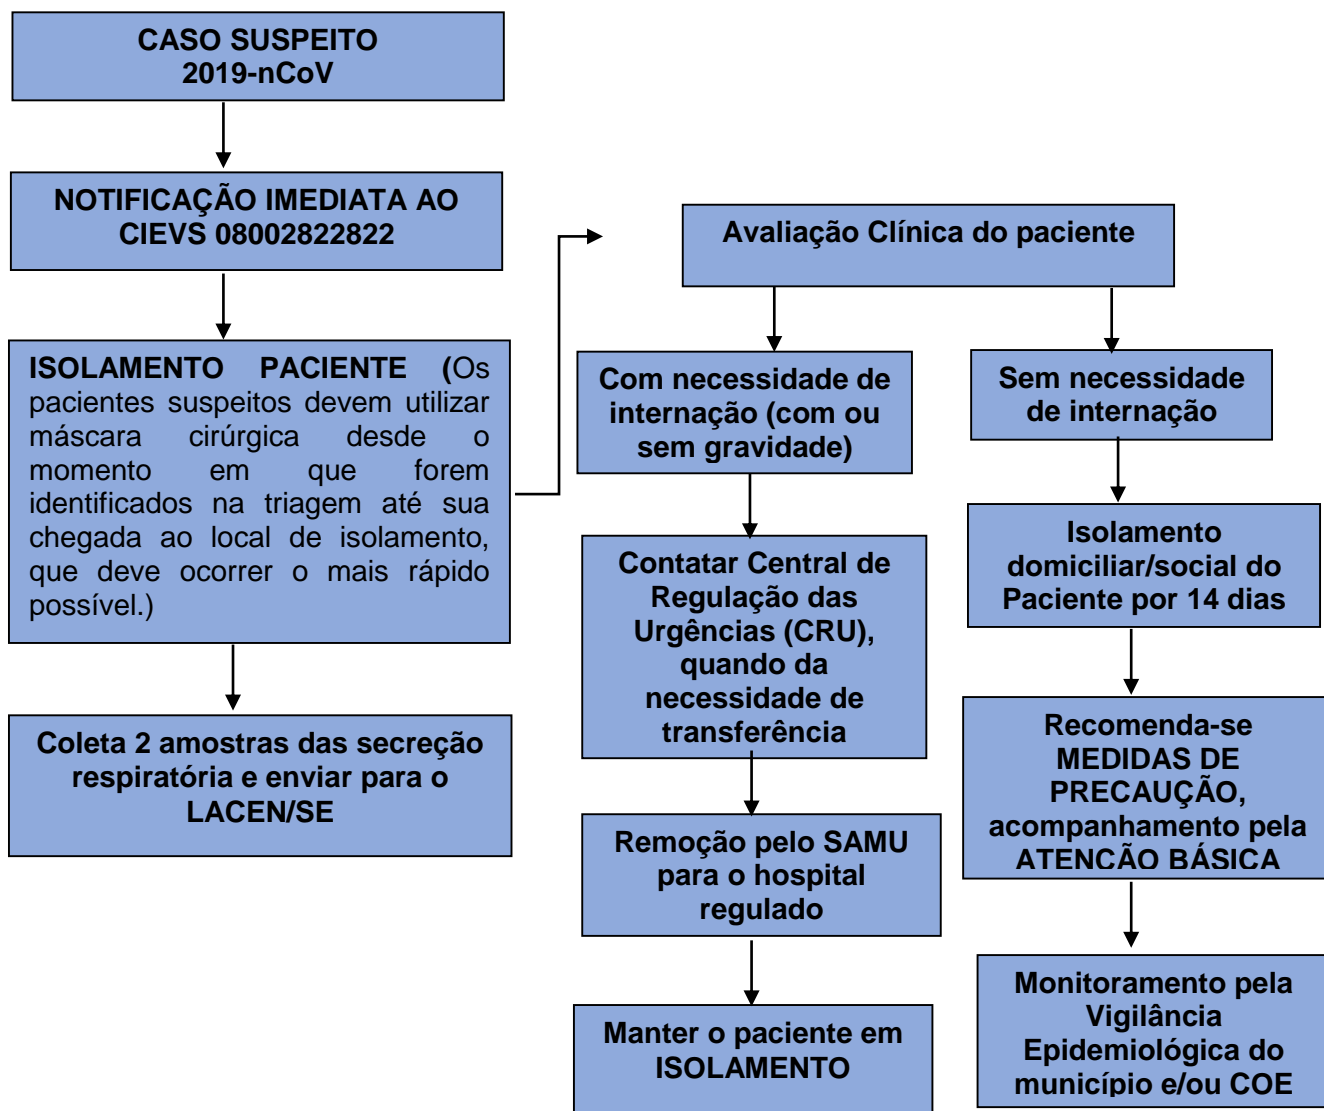 CASO SUSPEITO
2019-nCoV
NOTIFICAÇÃO IMEDIATA AO
CIEVS 08002822822
ISOLAMENTO PACIENTE (Os
pacientes suspeitos devem utilizar
máscara cirúrgica desde o
momento em que forem
identificados na triagem até sua
chegada ao local de isolamento,
que deve ocorrer o mais rápido
possível.)
Coleta 2 amostras das secreção
respiratória e enviar para o
LACEN/SE
Avaliação Clínica do paciente
Com necessidade de
internação (com ou
sem gravidade)
Contatar Central de
Regulação das
Urgências (CRU),
quando da
necessidade de
transferência
Remoção pelo SAMU
para o hospital
regulado
Manter o paciente em
ISOLAMENTO
Sem necessidade
de internação
Isolamento
domiciliar/social do
Paciente por 14 dias
Recomenda-se
MEDIDAS DE
PRECAUÇÃO,
acompanhamento pela
ATENÇÃO BÁSICA
Monitoramento pela
Vigilância
Epidemiológica do
município e/ou COE